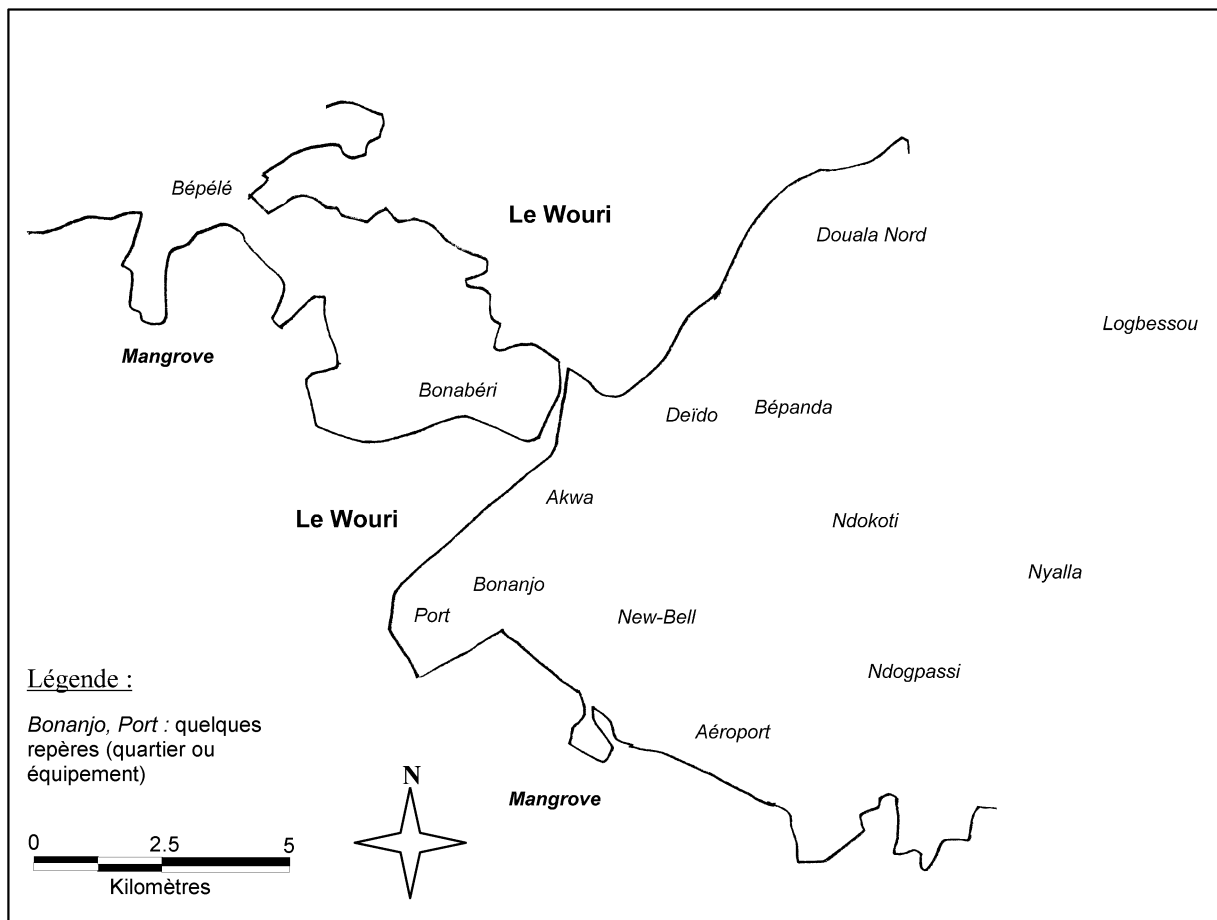 Bépélé
Le Wouri
Douala Nord
Logbessou
Mangrove
Bonabéri
Deïdo
Bépanda
Akwa
Le Wouri
Ndokoti
Nyalla
Bonanjo
Port
New-Bell
Ndogpassi
Aéroport
Mangrove
Légende :
Bonanjo, Port : quelques
repères (quartier ou
équipement)
N
0 2.5 5
Kilomètres